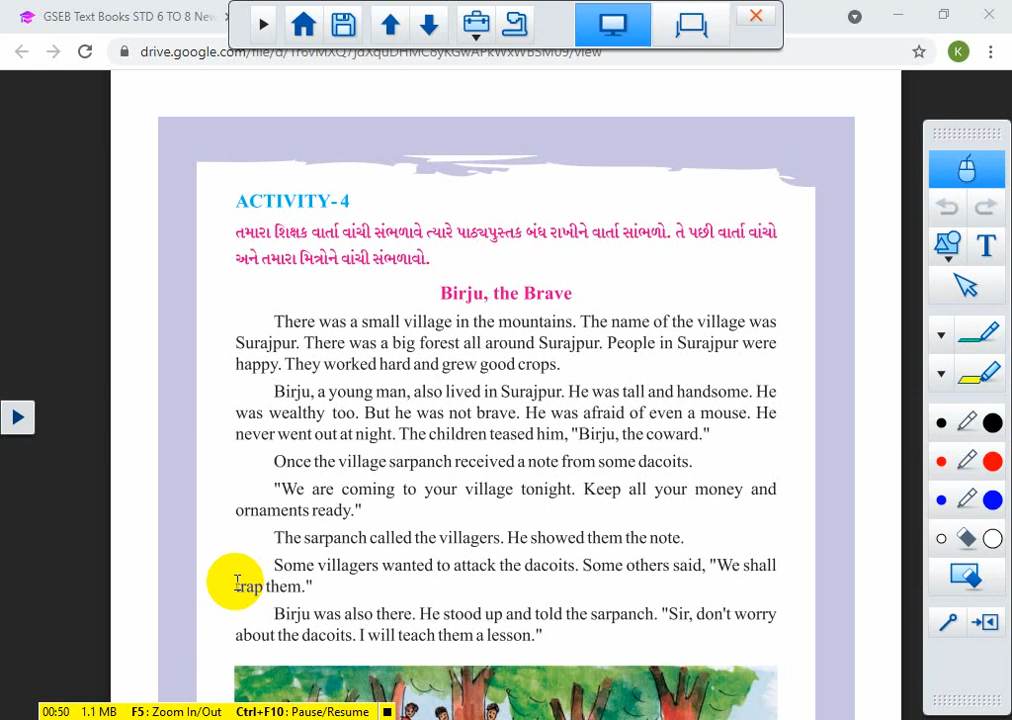 GSEB Text Books STD 6 TO 8 New
drive.google.com/file/d/
/view
K
ACTIVITY-4
તમારા શિક્ષક વાર્તા વાંચી સંભળાવે ત્યારે પાઠ્યપુસ્તક બંધ રાખીને વાર્તા સાંભળો. તે પછી વાર્તા વાંચો
અને તમારા મિત્રોને વાંચી સંભળાવો.
Birju, the Brave
There was a small village in the mountains. The name of the village was
Surajpur. There was a big forest all around Surajpur. People in Surajpur were
happy. They worked hard and grew good crops.
Birju, a young man, also lived in Surajpur. He was tall and handsome. He
was wealthy too. But he was not brave. He was afraid of even a mouse. He
never went out at night. The children teased him, "Birju, the coward."
Once the village sarpanch received a note from some dacoits.
"We are coming to your village tonight. Keep all your money and
ornaments ready."
The sarpanch called the villagers. He showed them the note.
Some villagers wanted to attack the dacoits. Some others said, "We shall
trap them."
Birju was also there. He stood up and told the sarpanch. "Sir, don't worry
about the dacoits. I will teach them a lesson."
T
00:50 1.1 MB F5: Zoom In/Out Ctrl+F10: Pause/Resume